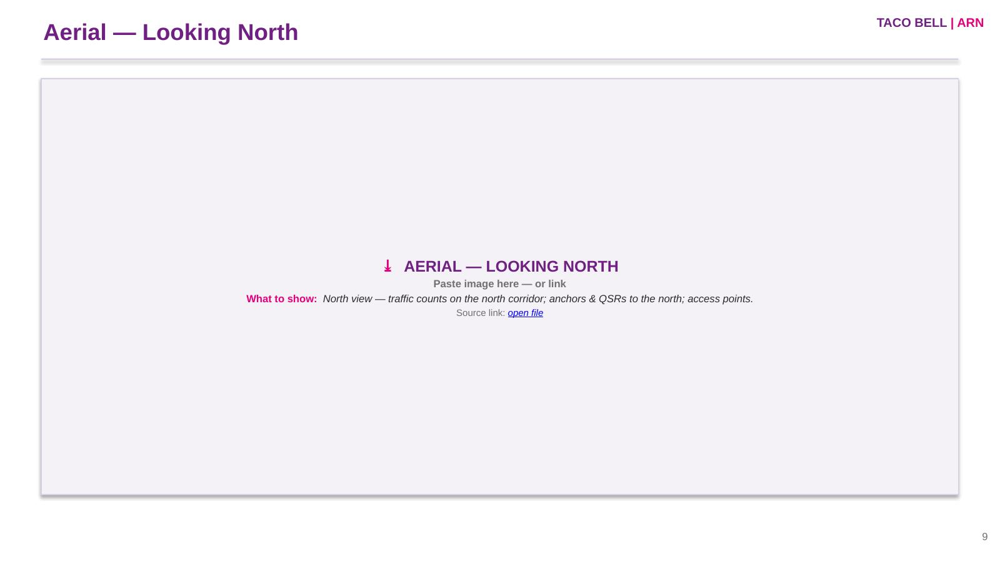 Aerial — Looking North
TACO BELL | ARN
⤓ AERIAL — LOOKING NORTH
Paste image here — or link
What to show: North view — traffic counts on the north corridor; anchors & QSRs to the north; access points.
Source link: open file
9